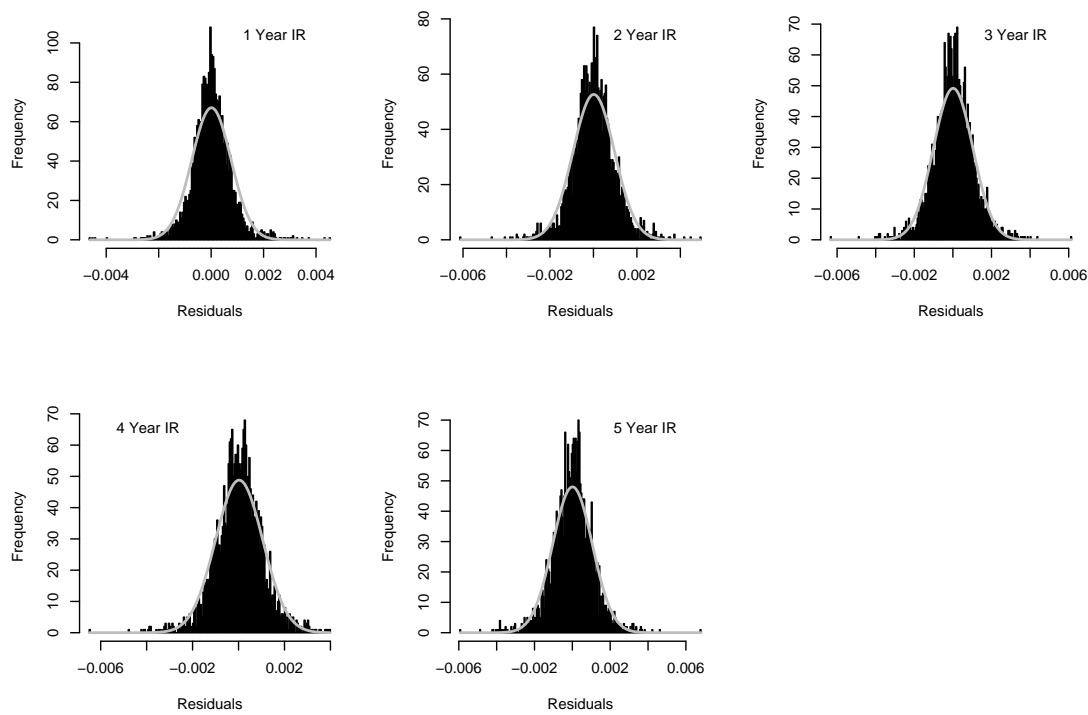 1 Year IR
Frequency
0 20 40 60 80 100
−0.004 0.000 0.002 0.004
Residuals
2 Year IR
Frequency
0 20 40 60 80
−0.006 −0.002 0.002
Residuals
3 Year IR
Frequency
0 10 20 30 40 50 60 70
−0.006 −0.002 0.002 0.006
Residuals
4 Year IR
Frequency
0 10 20 30 40 50 60 70
−0.006 −0.002 0.002
Residuals
5 Year IR
Frequency
0 10 20 30 40 50 60 70
−0.006 −0.002 0.002 0.006
Residuals